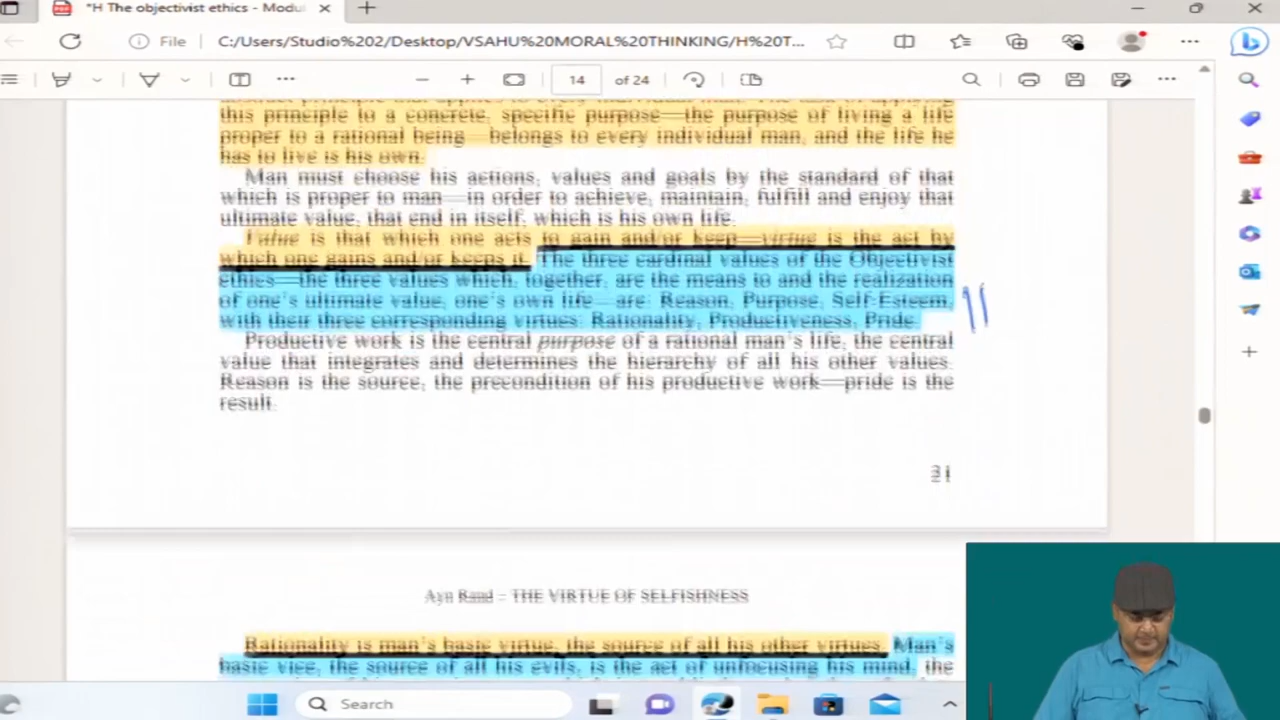 *H The objectivist ethics - Modu
File
C:/Users/Studio%202/Desktop/VSAHU%20MORAL%20THINKING/H%20T...
14 of 24
this principle to a concrete, specific purpose—the purpose of living a life
proper to a rational being—belongs to every individual man, and the life he
has to live is his own.
Man must choose his actions, values and goals by the standard of that
which is proper to man—in order to achieve, maintain, fulfill and enjoy that
ultimate value, that end in itself, which is his own life.
Value is that which one acts to gain and/or keep—virtue is the act by
which one gains and/or keeps it. The three cardinal values of the Objectivist
ethics—the three values which, together, are the means to and the realization
of one's ultimate value, one's own life—are: Reason, Purpose, Self-Esteem,
with their three corresponding virtues: Rationality, Productiveness, Pride.
Productive work is the central purpose of a rational man's life, the central
value that integrates and determines the hierarchy of all his other values.
Reason is the source, the precondition of his productive work—pride is the
result.
21
Ayn Rand – THE VIRTUE OF SELFISHNESS
Rationality is man's basic virtue, the source of all his other virtues. Man's
basic vice, the source of all his evils, is the act of unfocusing his mind, the
Search